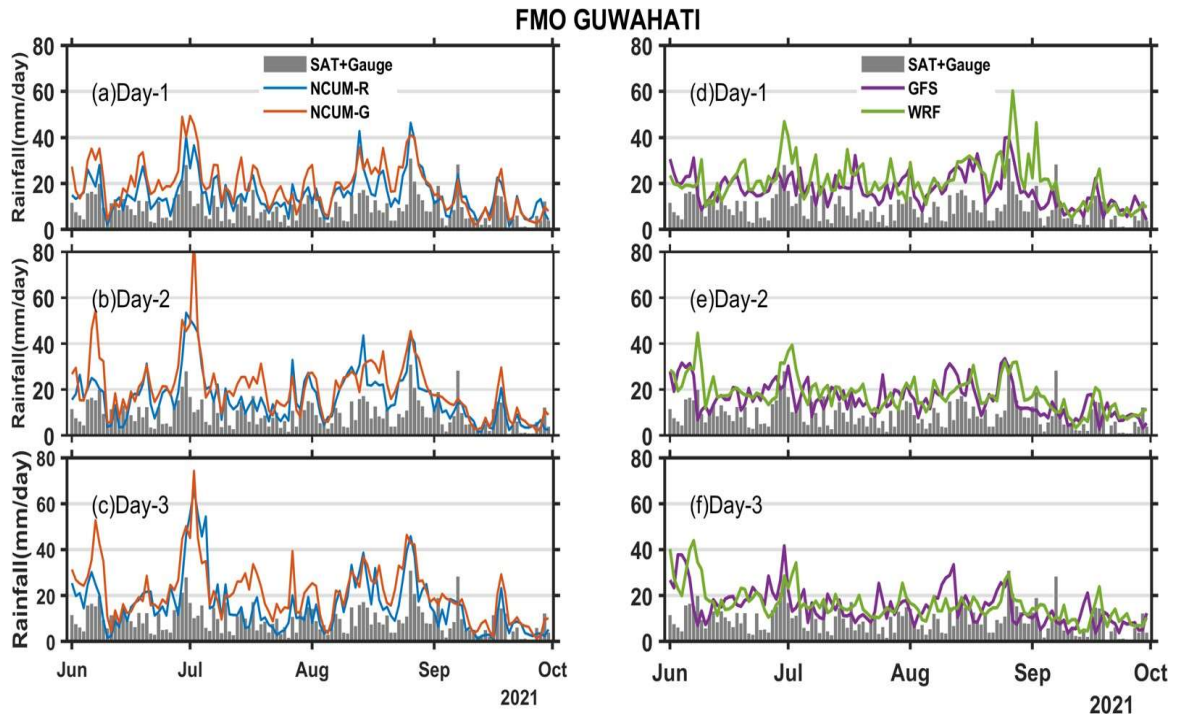 FMO GUWAHATI
Rainfall(mm/day)
80
60
40
20
0
(a)Day-1
SAT+Gauge
NCUM-R
NCUM-G
80
60
40
20
0
(d)Day-1
SAT+Gauge
GFS
WRF
Rainfall(mm/day)
80
60
40
20
0
(b)Day-2
80
60
40
20
0
(e)Day-2
Rainfall(mm/day)
80
60
40
20
0
(c)Day-3
Jun Jul Aug Sep Oct
2021
80
60
40
20
0
(f)Day-3
Jun Jul Aug Sep Oct
2021